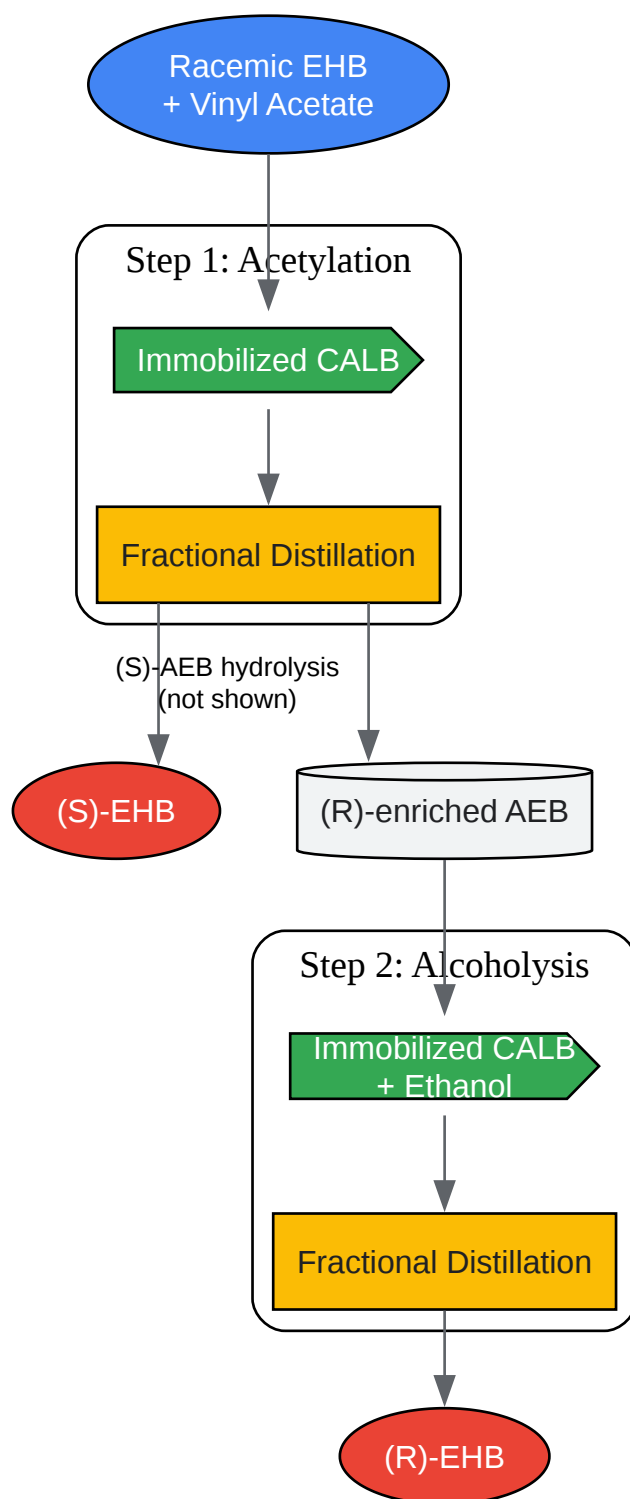 Racemic EHB
+ Vinyl Acetate
Step 1: Acetylation
Immobilized CALB
Fractional Distillation
(S)-AEB hydrolysis
(not shown)
(S)-EHB
(R)-enriched AEB
Step 2: Alcoholysis
Immobilized CALB
+ Ethanol
Fractional Distillation
(R)-EHB